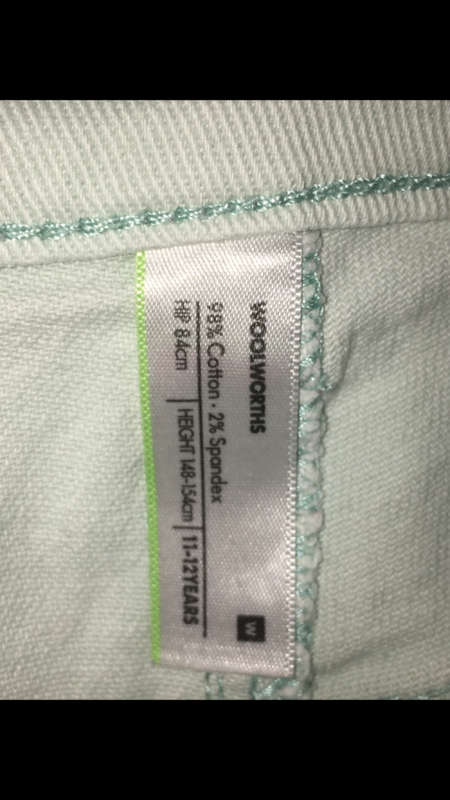 WOOLWORTHS
98% Cotton • 2% Spandex
HIP 84cm | HEIGHT 148-154cm | 11-12YEARS
W